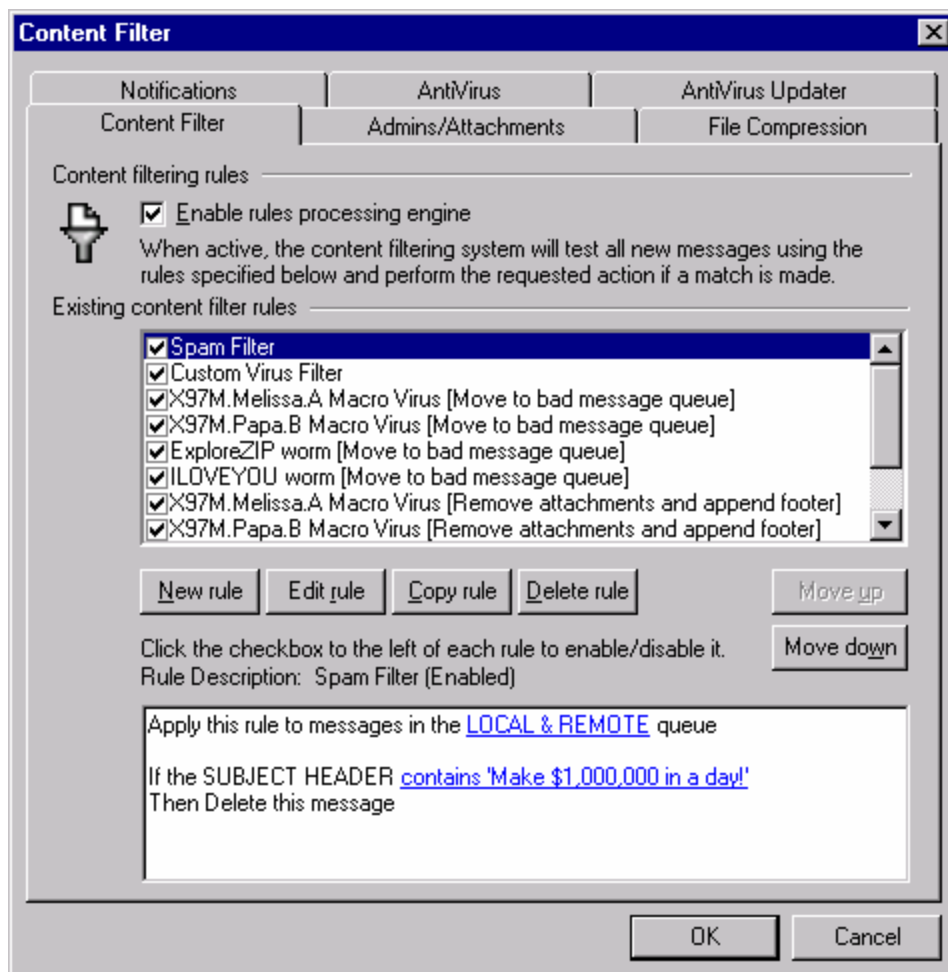 Content Filter
Notifications
AntiVirus
AntiVirus Updater
Content Filter
Admins/Attachments
File Compression
Content filtering rules
Enable rules processing engine
When active, the content filtering system will test all new messages using the
rules specified below and perform the requested action if a match is made.
Existing content filter rules
Spam Filter
Custom Virus Filter
X97M.Melissa.A Macro Virus [Move to bad message queue]
X97M.Papa.B Macro Virus [Move to bad message queue]
ExploreZIP worm [Move to bad message queue]
ILOVEYOU worm [Move to bad message queue]
X97M.Melissa.A Macro Virus [Remove attachments and append footer]
X97M.Papa.B Macro Virus [Remove attachments and append footer]
New rule
Edit rule
Copy rule
Delete rule
Move up
Click the checkbox to the left of each rule to enable/disable it.
Move down
Rule Description: Spam Filter (Enabled)
Apply this rule to messages in the LOCAL & REMOTE queue
If the SUBJECT HEADER contains 'Make $1,000,000 in a day!'
Then Delete this message
OK
Cancel